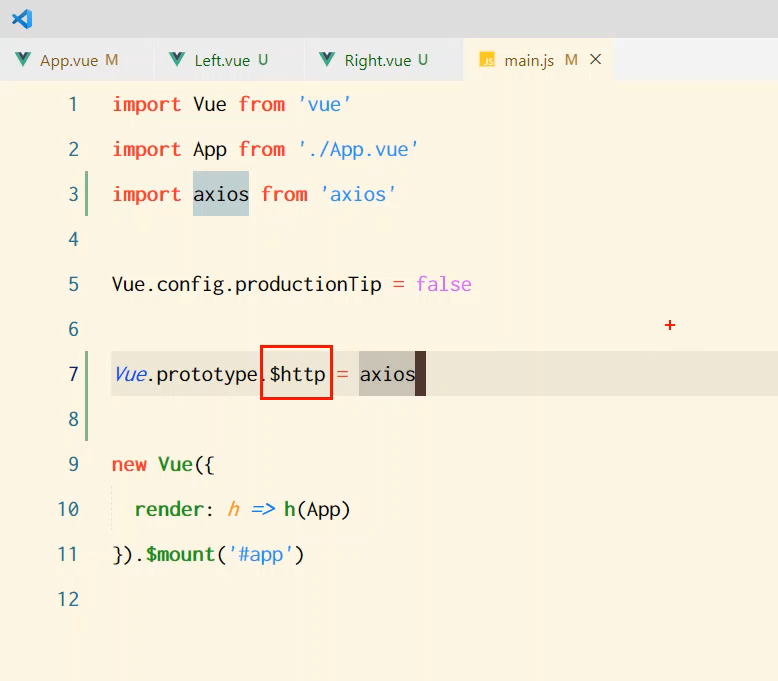 App.vue M Left.vue U Right.vue U JS main.js M
1 import Vue from 'vue'
2 import App from './App.vue'
3 import axios from 'axios'
4
5 Vue.config.productionTip = false
6
7 Vue.prototype.$http = axios
8
9 new Vue({
10 render: h => h(App)
11 }).$mount('#app')
12